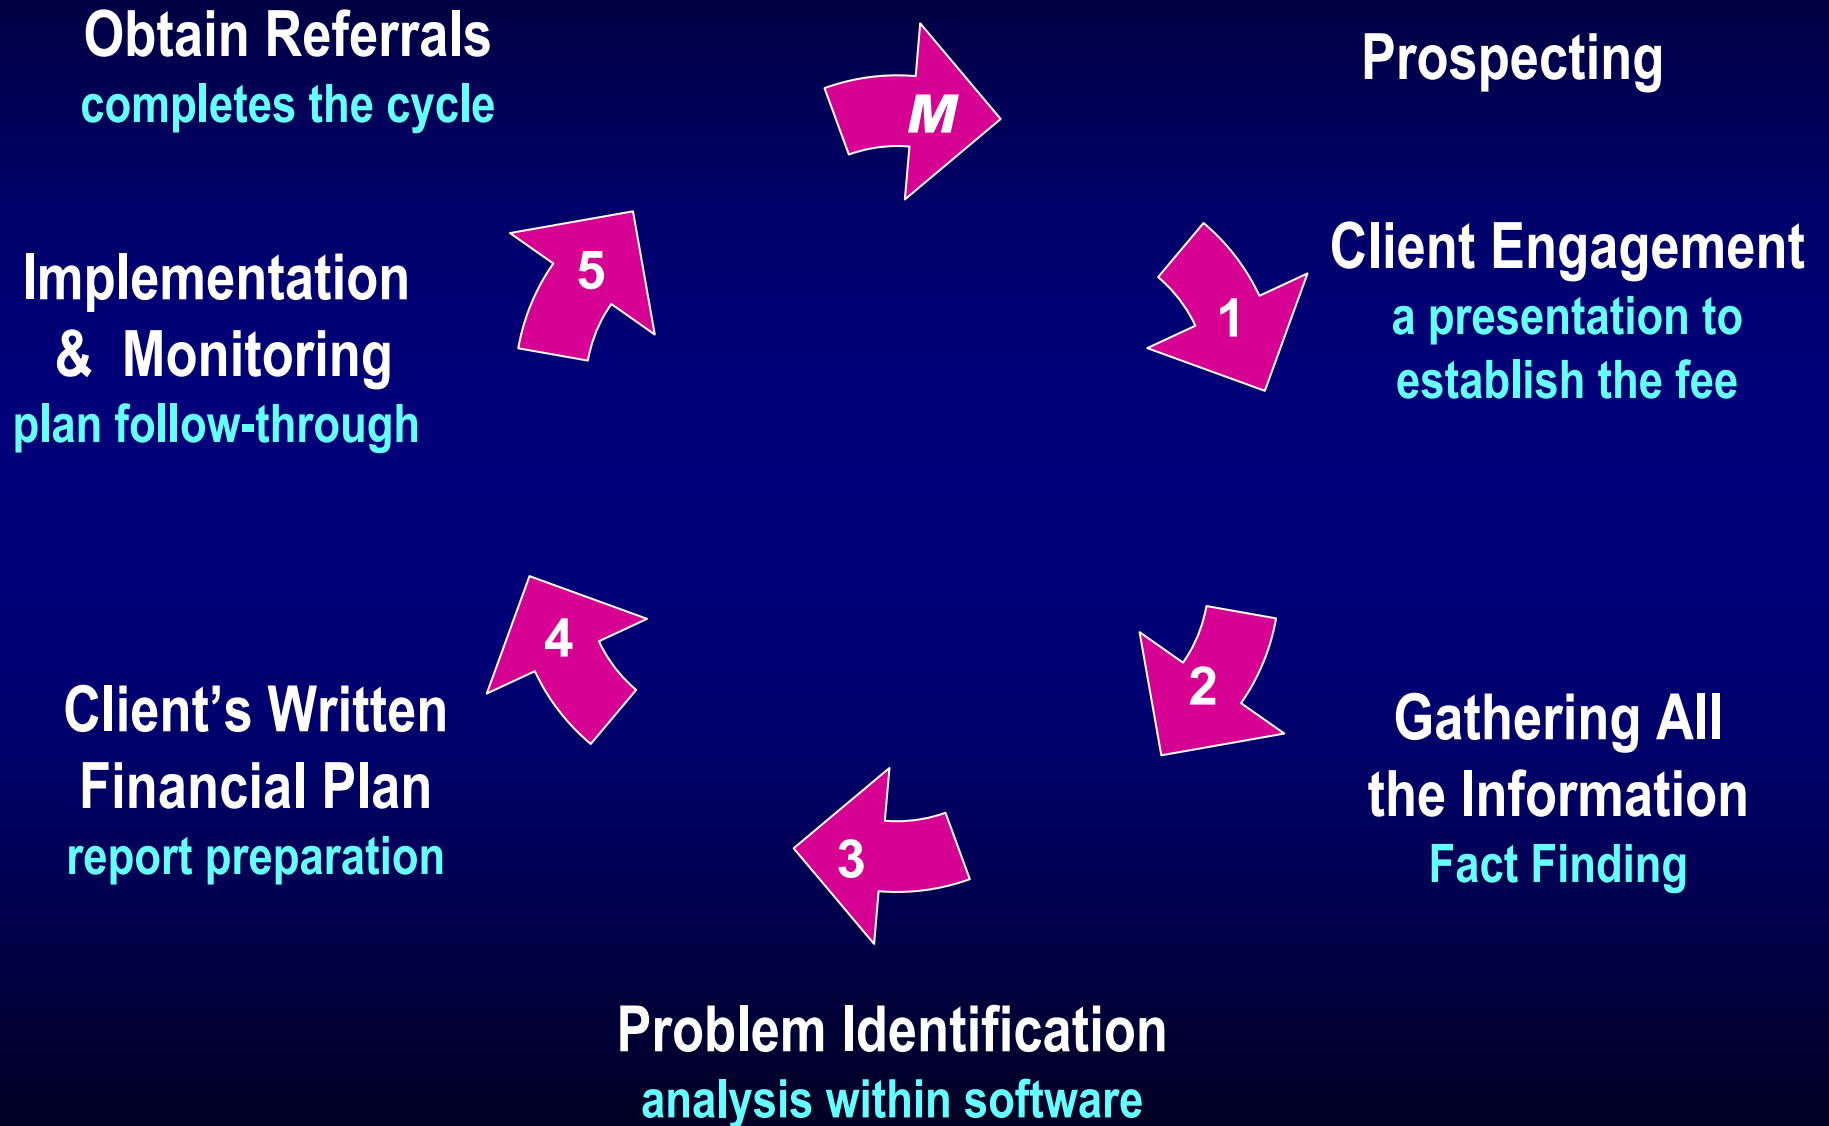 Obtain Referrals
completes the cycle
M
Prospecting
Client Engagement
a presentation to
establish the fee
1
2
Gathering All
the Information
Fact Finding
3
Problem Identification
analysis within software
4
Client’s Written
Financial Plan
report preparation
5
Implementation
& Monitoring
plan follow-through